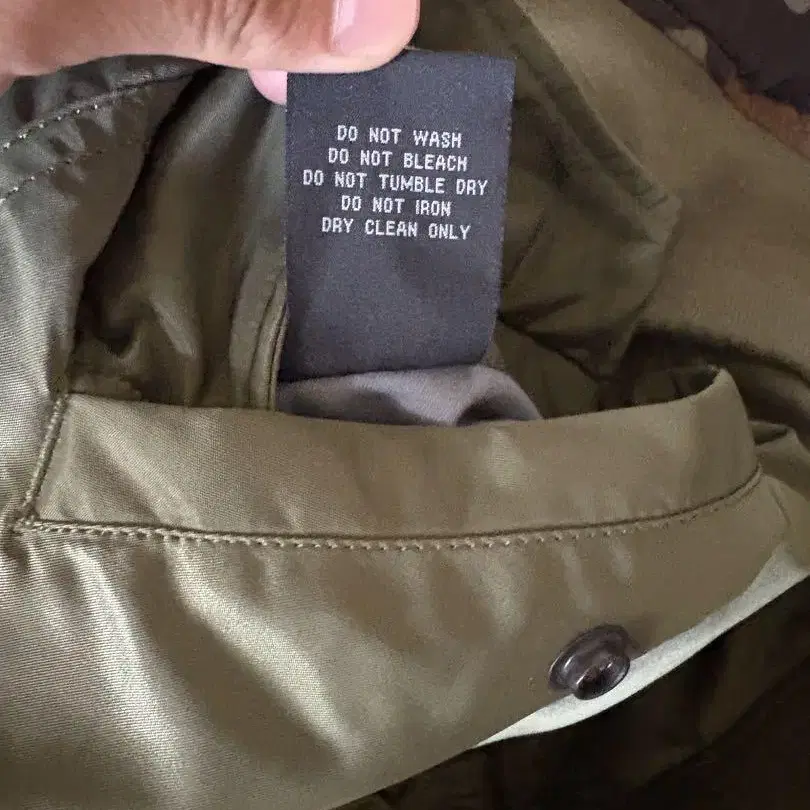 DO NOT WASH
DO NOT BLEACH
DO NOT TUMBLE DRY
DO NOT IRON
DRY CLEAN ONLY